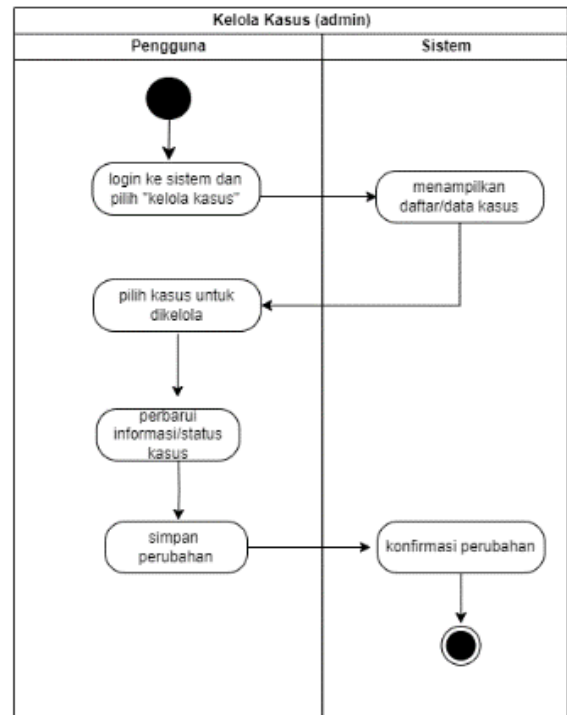 Kelola Kasus (admin)
Pengguna
Sistem
login ke sistem dan
pilih "kelola kasus"
menampilkan
daftar/data kasus
pilih kasus untuk
dikelola
perbarui
informasi/status
kasus
simpan
perubahan
konfirmasi perubahan